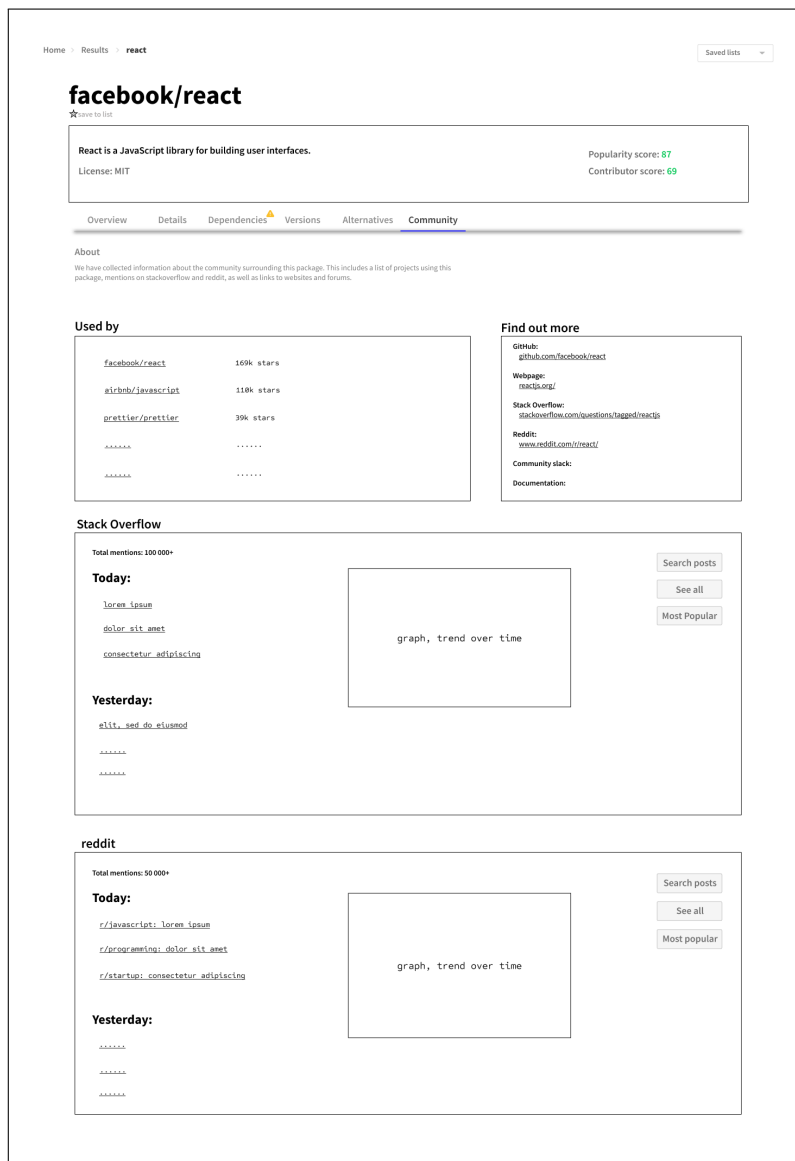 Home > Results > react
Saved lists
facebook/react
save to list
React is a JavaScript library for building user interfaces.
License: MIT
Popularity score: 87
Contributor score: 69
Overview Details Dependencies Versions Alternatives Community
About
We have collected information about the community surrounding this package. This includes a list of projects using this
package, mentions on stackoverflow and reddit, as well as links to websites and forums.
Used by
facebook/react 169k stars
airbnb/javascript 110k stars
prettier/prettier 39k stars
...... ......
...... ......
Find out more
GitHub:
github.com/facebook/react
Webpage:
reactjs.org/
Stack Overflow:
stackoverflow.com/questions/tagged/reactjs
Reddit:
www.reddit.com/r/react/
Community slack:
Documentation:
Stack Overflow
Total mentions: 100 000+
Today:
lorem ipsum
dolor sit amet
consectetur adipiscing
Yesterday:
elit, sed do eiusmod
......
......
graph, trend over time
Search posts
See all
Most Popular
reddit
Total mentions: 50 000+
Today:
r/javascript: lorem ipsum
r/programming: dolor sit amet
r/startup: consectetur adipiscing
Yesterday:
......
......
......
graph, trend over time
Search posts
See all
Most popular